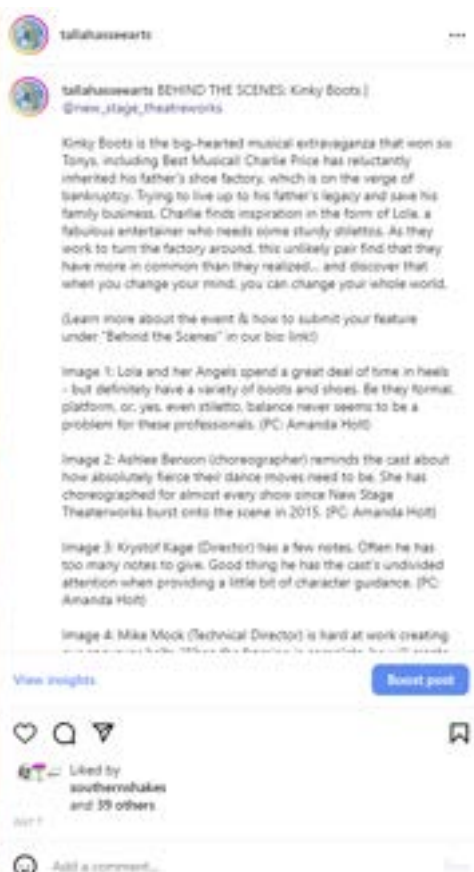 tallahasseearts
tallahasseearts BEHIND THE SCENES: Kinky Boots |
@new_stage_theatreworks
Kinky Boots is the big-hearted musical extravaganza that won six
Tonys, including Best Musical! Charlie Price has reluctantly
inherited his father's shoe factory, which is on the verge of
bankruptcy. Trying to live up to his father's legacy and save his
family business, Charlie finds inspiration in the form of Lola, a
fabulous entertainer who needs some sturdy stilettos. As they
work to turn the factory around, this unlikely pair find that they
have more in common than they realized... and discover that
when you change your mind, you can change your whole world.
(Learn more about the event & how to submit your feature
under "Behind the Scenes" in our bio link!)
Image 1: Lola and her Angels spend a great deal of time in heels
- but definitely have a variety of boots and shoes. Be they formal,
platform, or, yes, even stiletto, balance never seems to be a
problem for these professionals. (PC: Amanda Holt)
Image 2: Ashlee Benson (choreographer) reminds the cast about
how absolutely fierce their dance moves need to be. She has
choreographed for almost every show since New Stage
Theaterworks burst onto the scene in 2015. (PC: Amanda Holt)
Image 3: Krystof Kage (Director) has a few notes. Often he has
too many notes to give. Good thing he has the cast's undivided
attention when providing a little bit of character guidance. (PC:
Amanda Holt)
Image 4: Mike Mock (Technical Director) is hard at work creating
View insights
Boost post
Liked by
southernshakes
and 39 others
Add a comment...